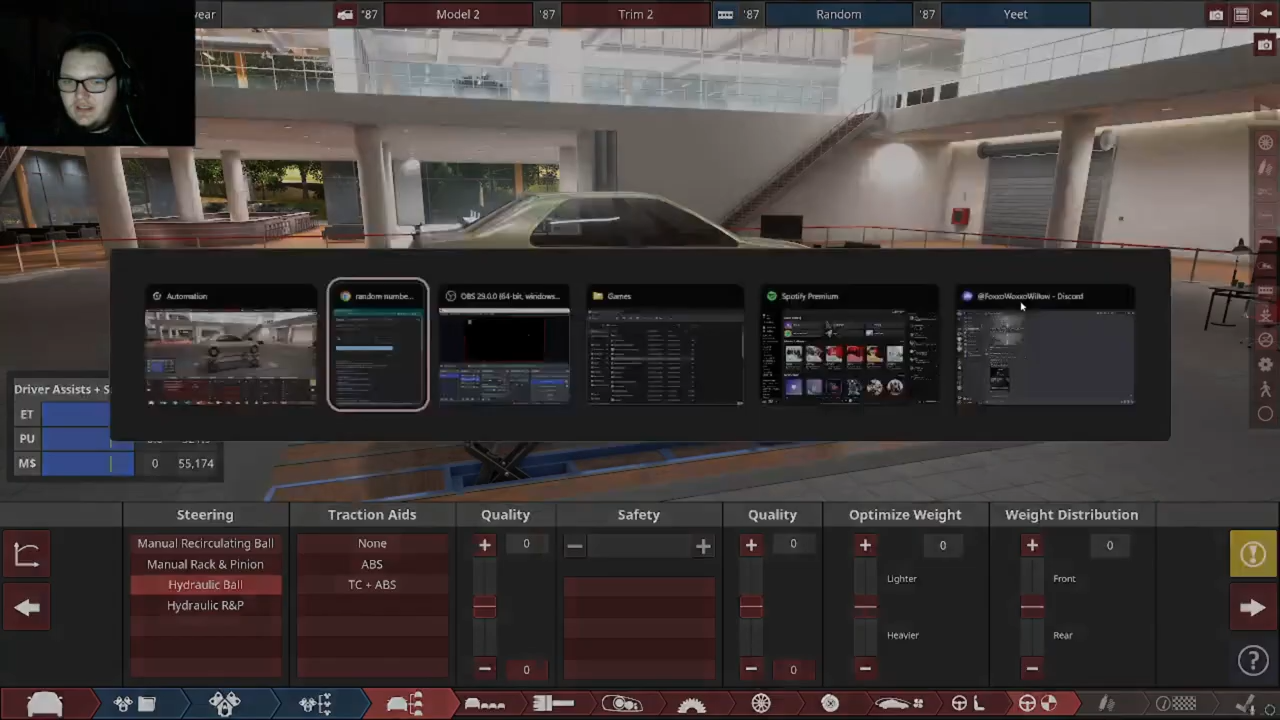 year '87 Model 2 '87 Trim 2 '87 Random '87 Yeet
Automation
random numbe...
OBS 29.0.0 (64-bit, windows...
Games
Spotify Premium
@FoxxoWoxxoWillow - Discord
Driver Assists + S
ET
PU
M$ 0 55,174
Steering
Manual Recirculating Ball
Manual Rack & Pinion
Hydraulic Ball
Hydraulic R&P
Traction Aids
None
ABS
TC + ABS
Quality
+ 0
- 0
Safety
- +
Quality
+ 0
- 0
Optimize Weight
+ 0
Lighter
Heavier
-
Weight Distribution
+ 0
Front
Rear
-
?